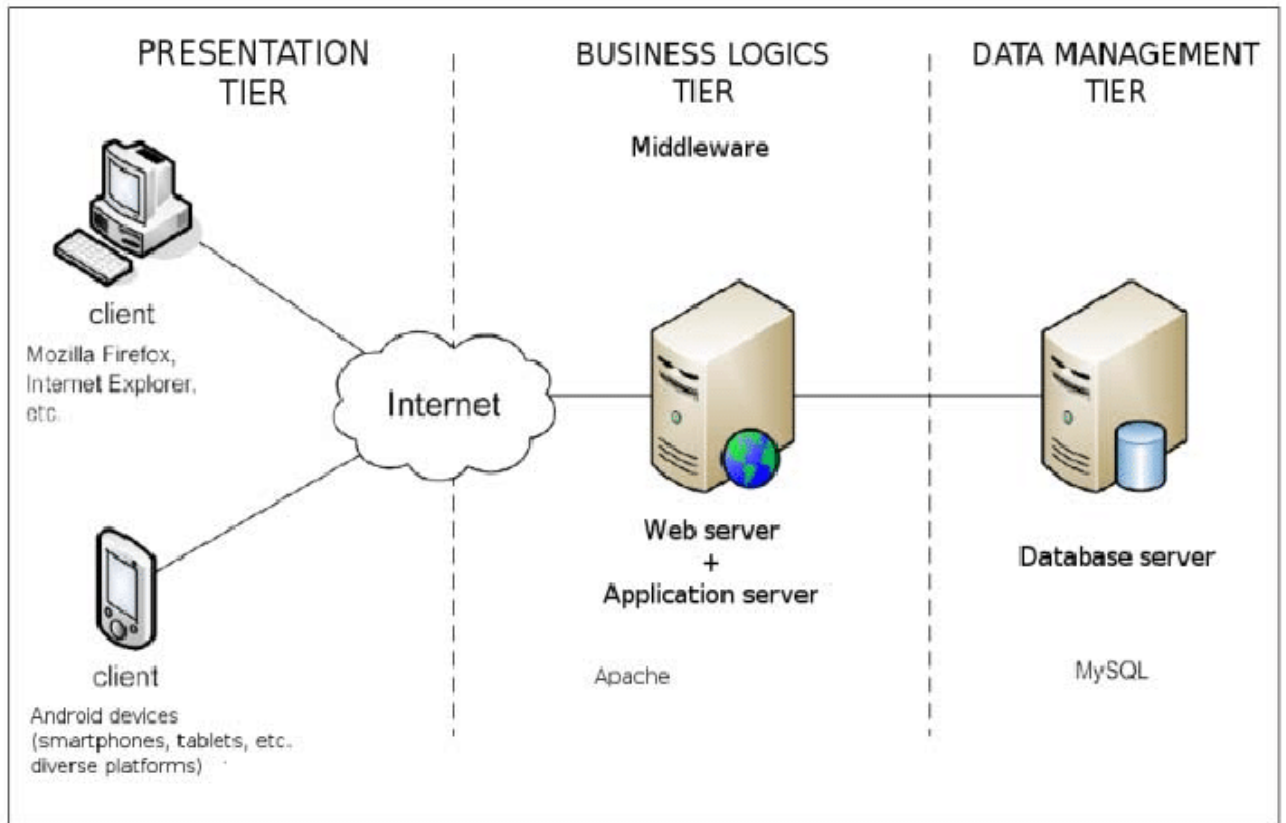 PRESENTATION
TIER
BUSINESS LOGICS
TIER
Middleware
DATA MANAGEMENT
TIER
client
Mozilla Firefox,
Internet Explorer,
etc.
Internet
client
Android devices
(smartphones, tablets, etc.
diverse platforms)
Web server
+
Application server
Apache
Database server
MySQL